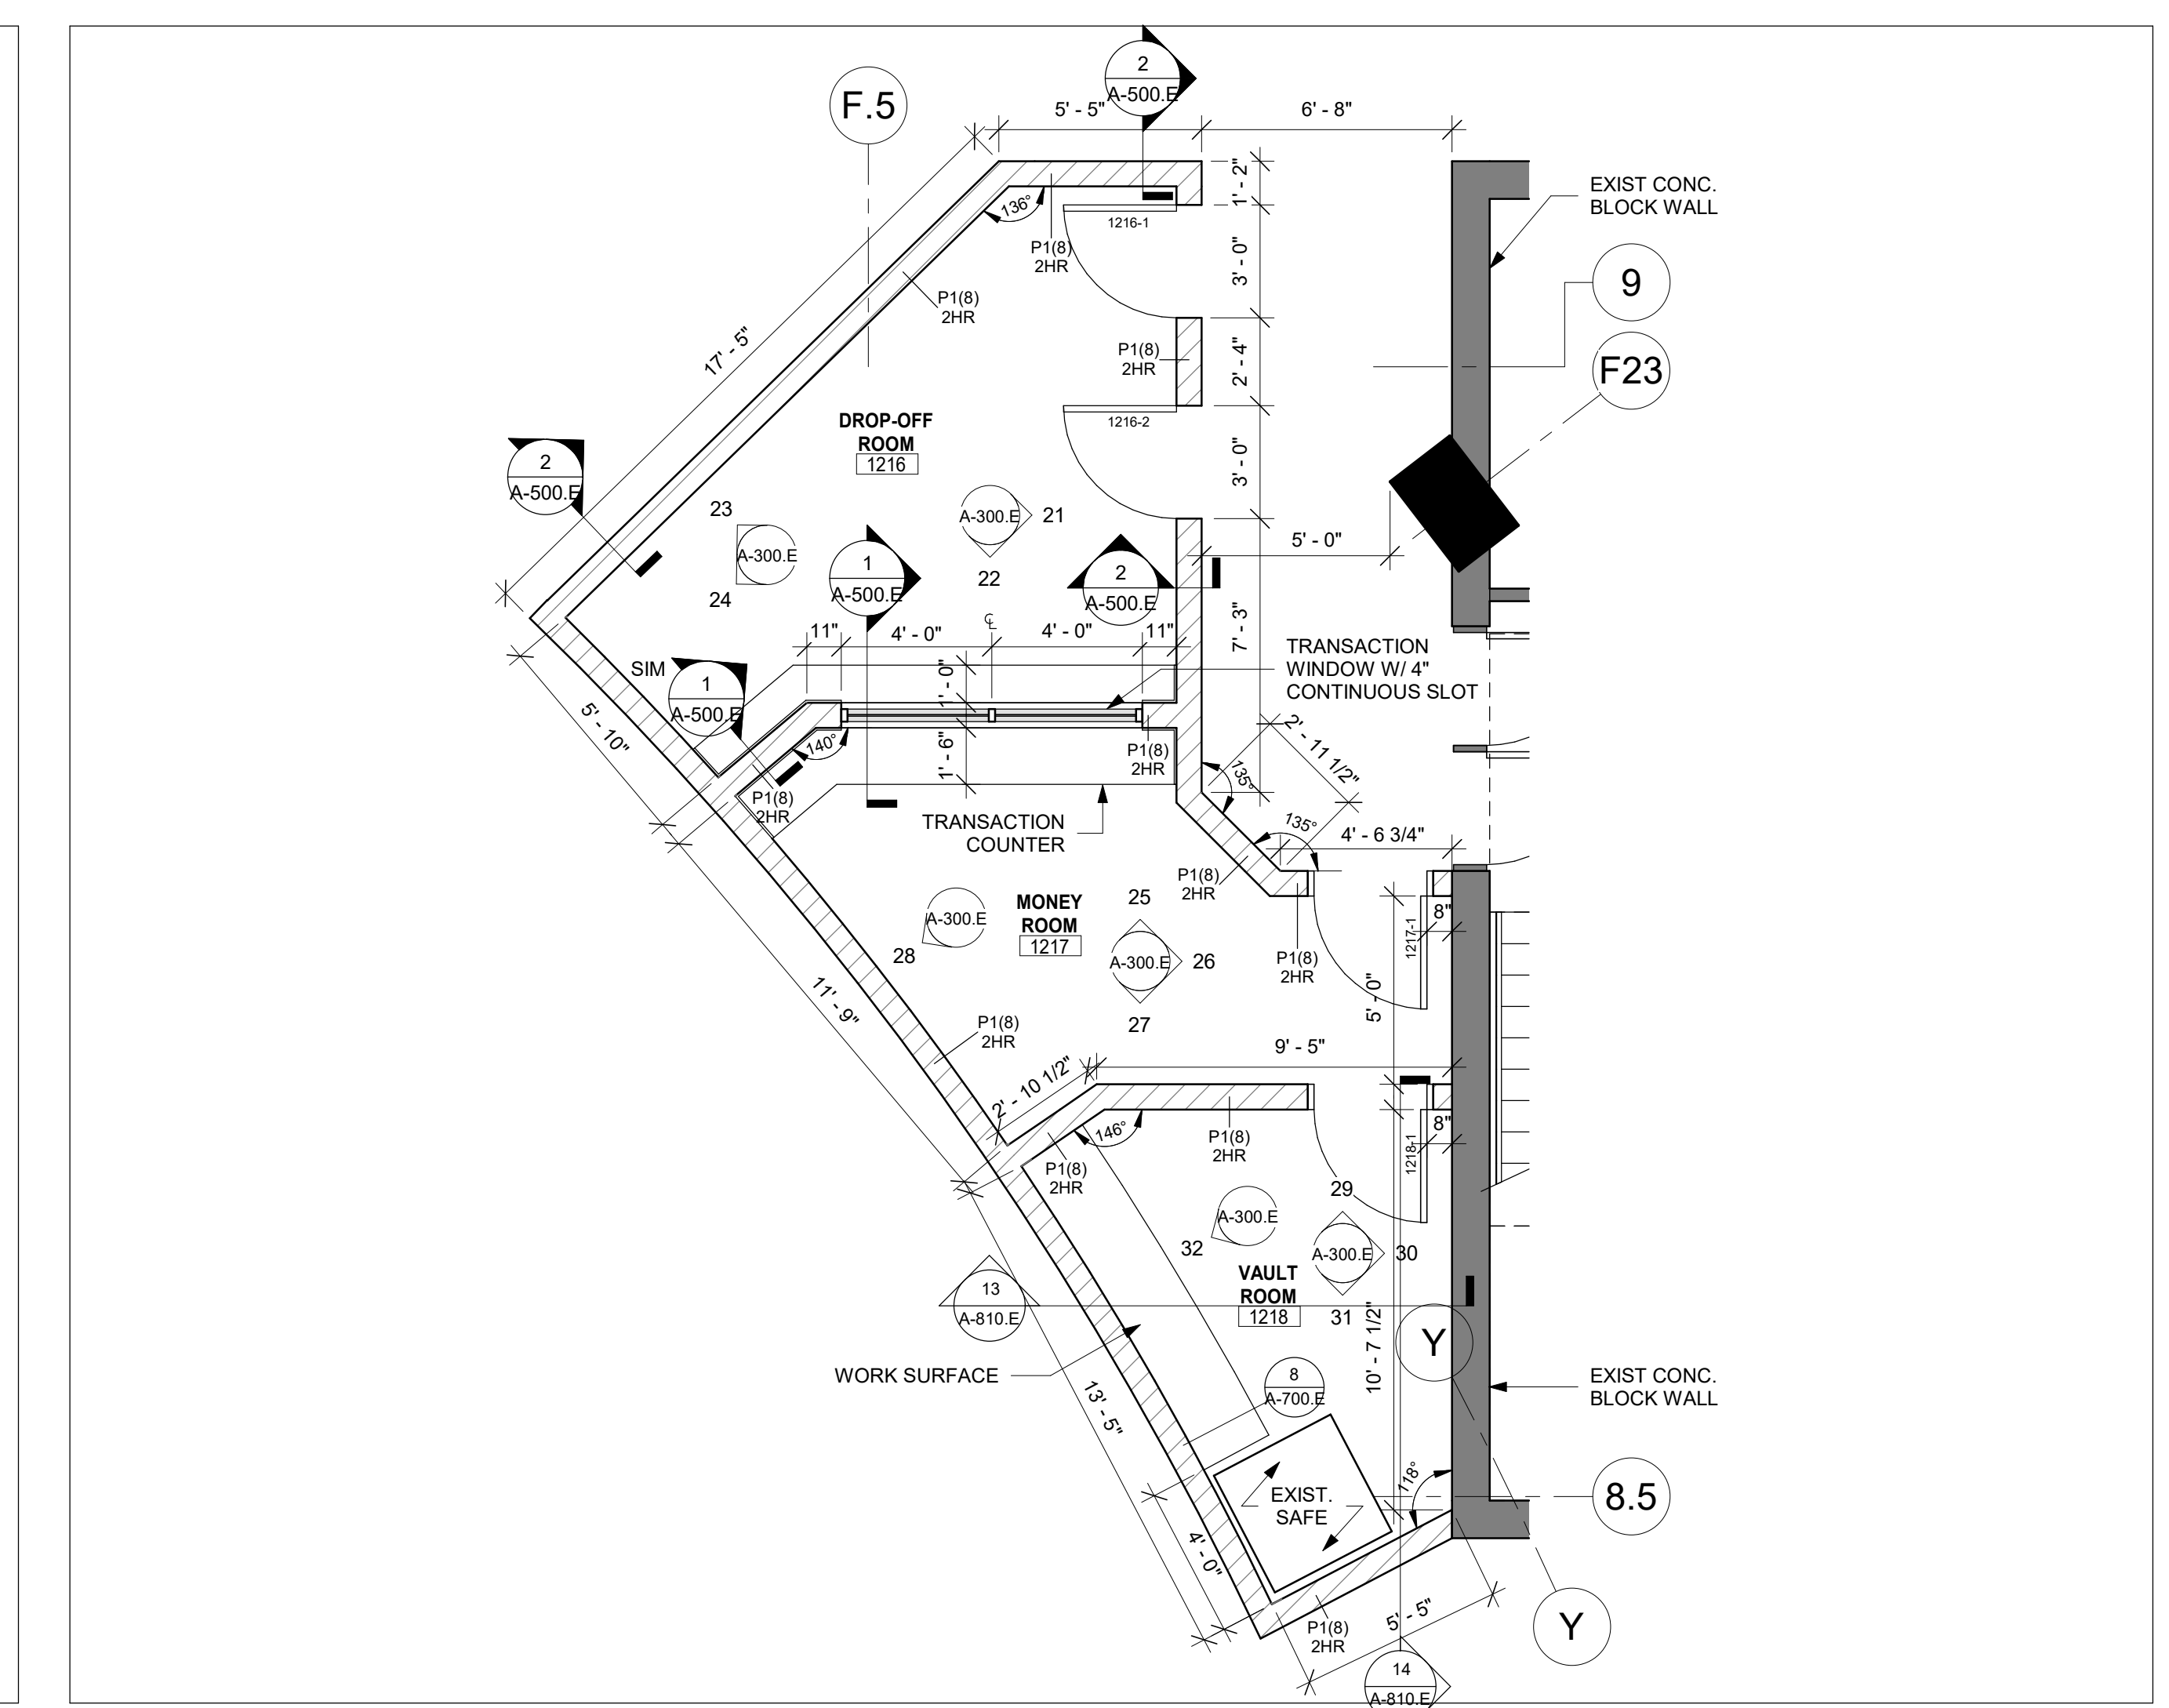 2
A-500.E
F.5
5' - 5"
6' - 8"
1' - 2"
EXIST CONC.
BLOCK WALL
136°
1216-1
P1(8)
2HR
3' - 0"
9
P1(8)
2HR
17' - 5"
P1(8)
2HR
2' - 4"
F23
DROP-OFF
ROOM
1216
1216-2
3' - 0"
2
A-500.E
23
A-300.E
24
A-300.E
21
22
1
A-500.E
2
A-500.E
5' - 0"
7' - 3"
℄
11"
4' - 0"
4' - 0"
11"
TRANSACTION
WINDOW W/ 4"
CONTINUOUS SLOT
SIM
1
A-500.E
1' - 0"
5' - 10"
140°
1' - 6"
P1(8)
2HR
2' - 11 1/2"
135°
P1(8)
2HR
TRANSACTION
COUNTER
135°
4' - 6 3/4"
P1(8)
2HR
MONEY
ROOM
1217
25
A-300.E
28
A-300.E
26
27
8"
1217-1
P1(8)
2HR
5' - 0"
11' - 9"
P1(8)
2HR
9' - 5"
2' - 10 1/2"
146°
P1(8)
2HR
P1(8)
2HR
8"
1218-1
29
A-300.E
32
A-300.E
30
31
VAULT
ROOM
1218
13
A-810.E
10' - 7 1/2"
Y
WORK SURFACE
8
A-700.E
EXIST CONC.
BLOCK WALL
13' - 5"
118°
8.5
EXIST.
SAFE
4' - 0"
P1(8)
2HR
5' - 5"
Y
14
A-810.E